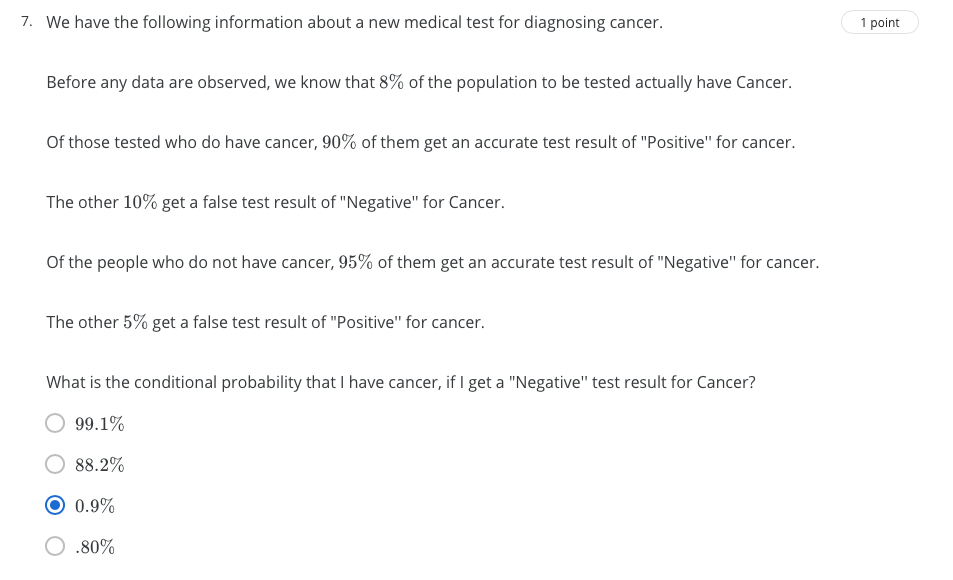 7. We have the following information about a new medical test for diagnosing cancer.
1 point
Before any data are observed, we know that 8% of the population to be tested actually have Cancer.
Of those tested who do have cancer, 90% of them get an accurate test result of "Positive'' for cancer.
The other 10% get a false test result of "Negative'' for Cancer.
Of the people who do not have cancer, 95% of them get an accurate test result of "Negative'' for cancer.
The other 5% get a false test result of "Positive'' for cancer.
What is the conditional probability that I have cancer, if I get a "Negative'' test result for Cancer?
99.1%
88.2%
0.9%
.80%